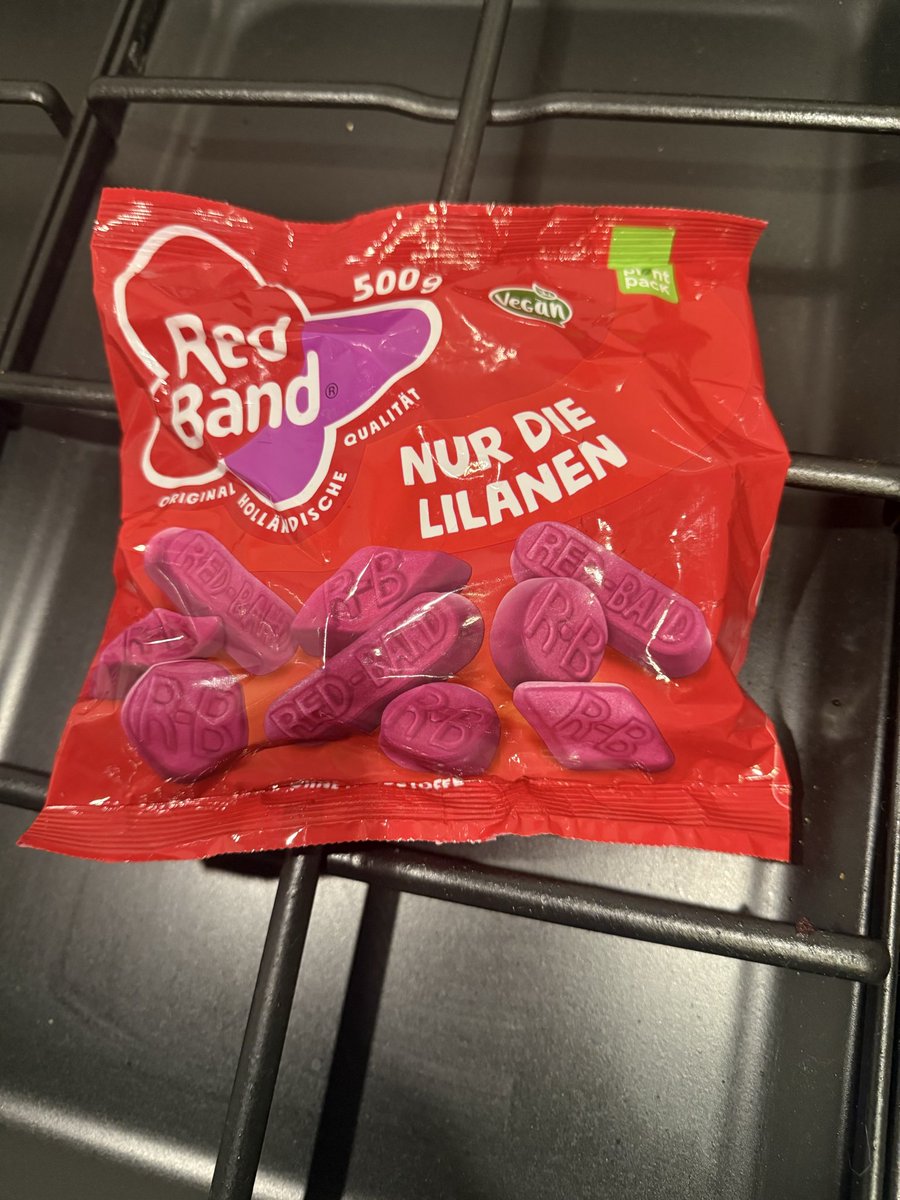 500g
Vegan
plant
pack
Red
Band®
ORIGINAL HOLLÄNDISCHE QUALITÄT
NUR DIE
LILANEN
RED-BAND
R-B
RED-BAND
R-B
RED-BAND
R-B
R-B
R-B
R-B